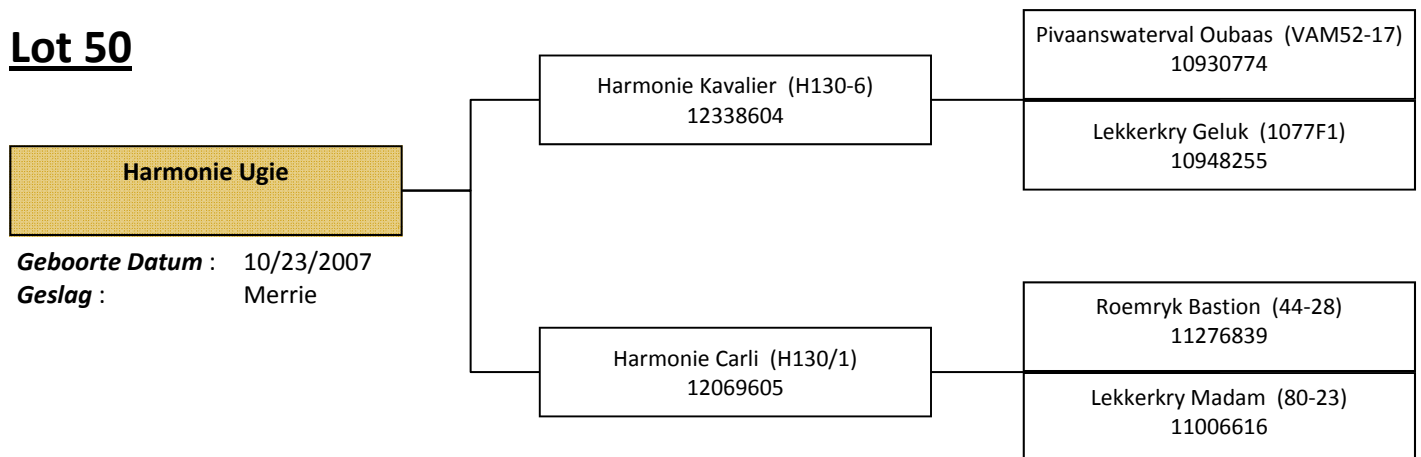 Lot 50
Harmonie Ugie
Geboorte Datum : 10/23/2007
Geslag : Merrie
Harmonie Kavalier (H130-6)
12338604
Harmonie Carli (H130/1)
12069605
Pivaanswaterval Oubaas (VAM52-17)
10930774
Lekkerkry Geluk (1077F1)
10948255
Roemryk Bastion (44-28)
11276839
Lekkerkry Madam (80-23)
11006616